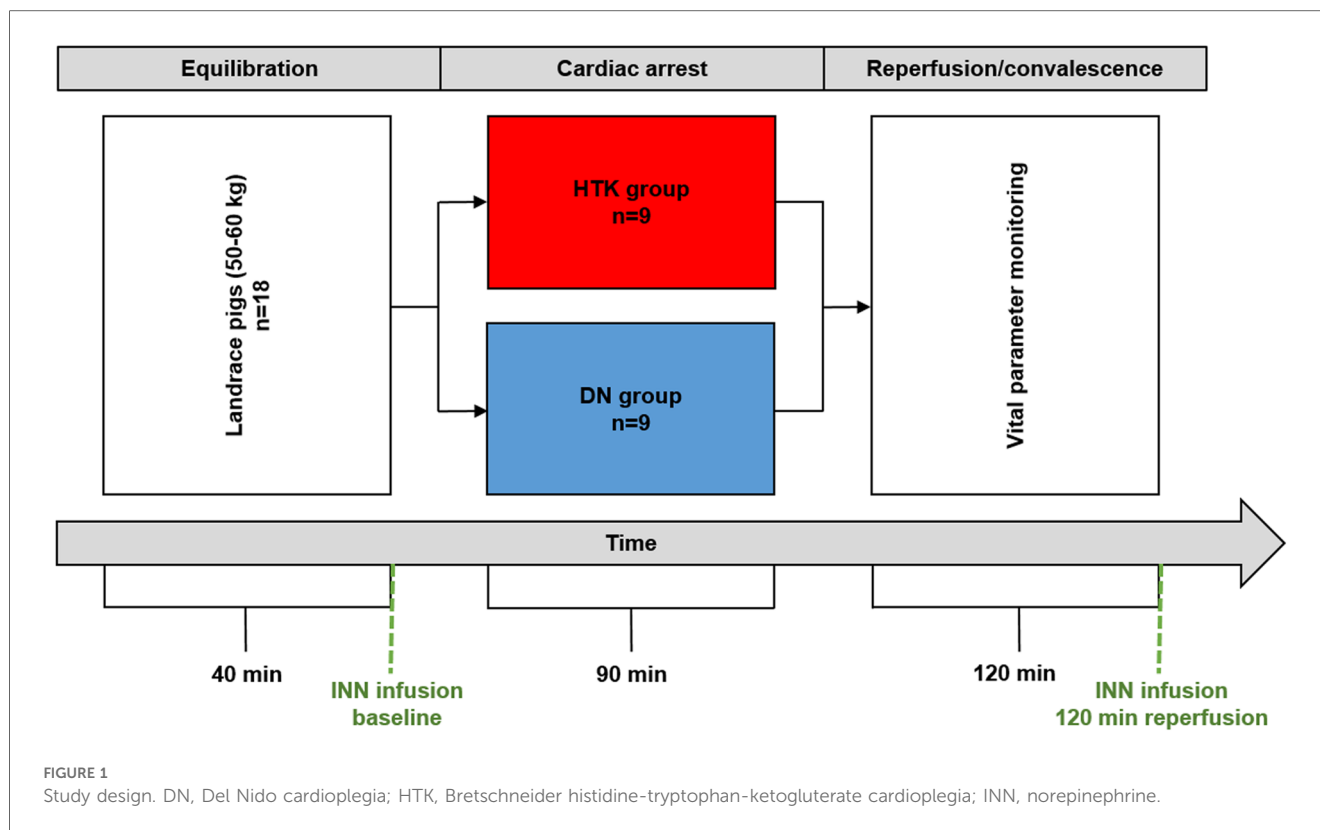 Equilibration
Cardiac arrest
Reperfusion/convalescence
Landrace pigs (50-60 kg)
n=18
HTK group
n=9
DN group
n=9
Vital parameter monitoring
Time
40 min
INN infusion
baseline
90 min
120 min
INN infusion
120 min reperfusion
FIGURE 1
Study design. DN, Del Nido cardioplegia; HTK, Bretschneider histidine-tryptophan-ketogluterate cardioplegia; INN, norepinephrine.